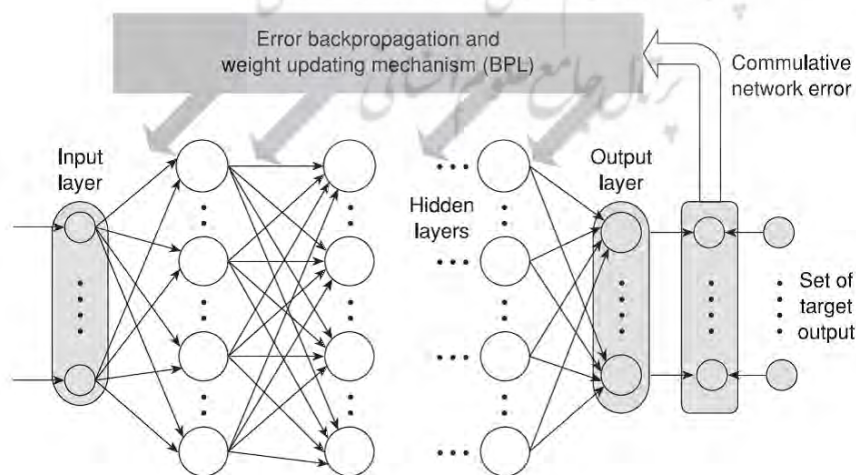 Error backpropagation and
weight updating mechanism (BPL)
Commulative
network error
Input
layer
Hidden
layers
Output
layer
Set of
target
output